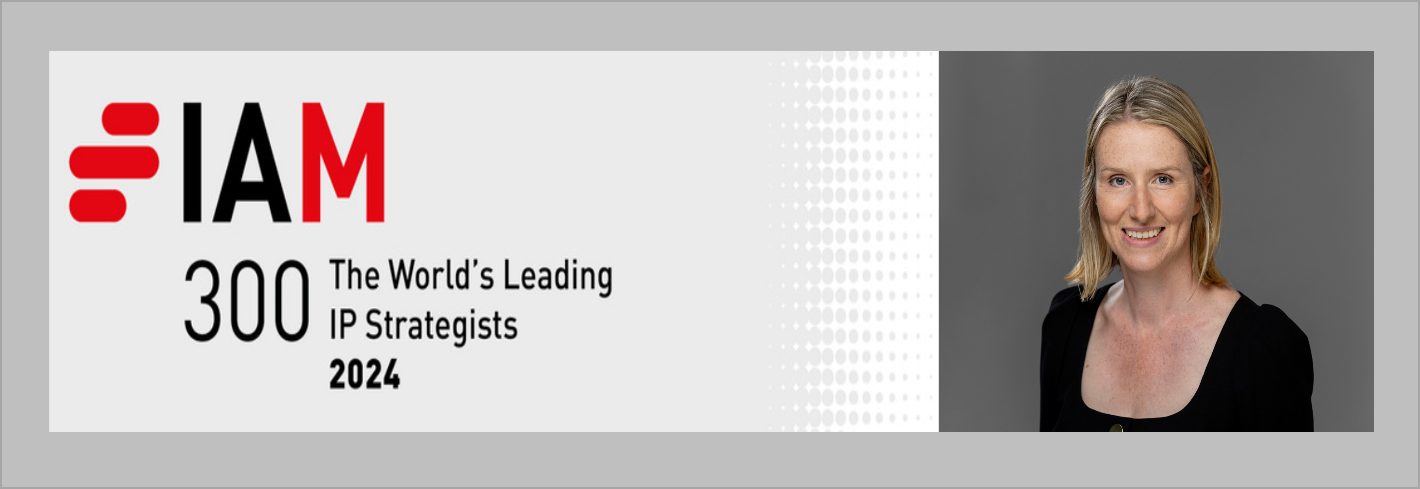 IAM
300
The World's Leading
IP Strategists
2024